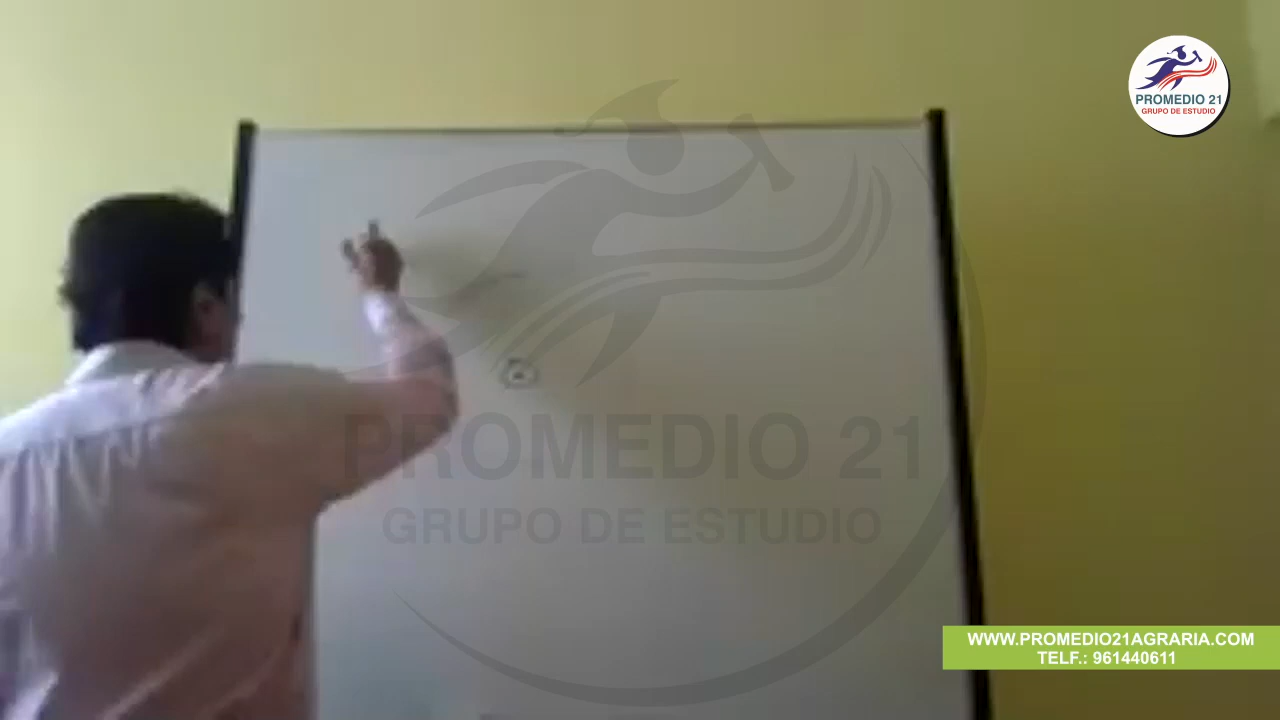 PROMEDIO 21
GRUPO DE ESTUDIO
PROMEDIO 21
GRUPO DE ESTUDIO
WWW.PROMEDIO21AGRARIA.COM
TELF.: 961440611